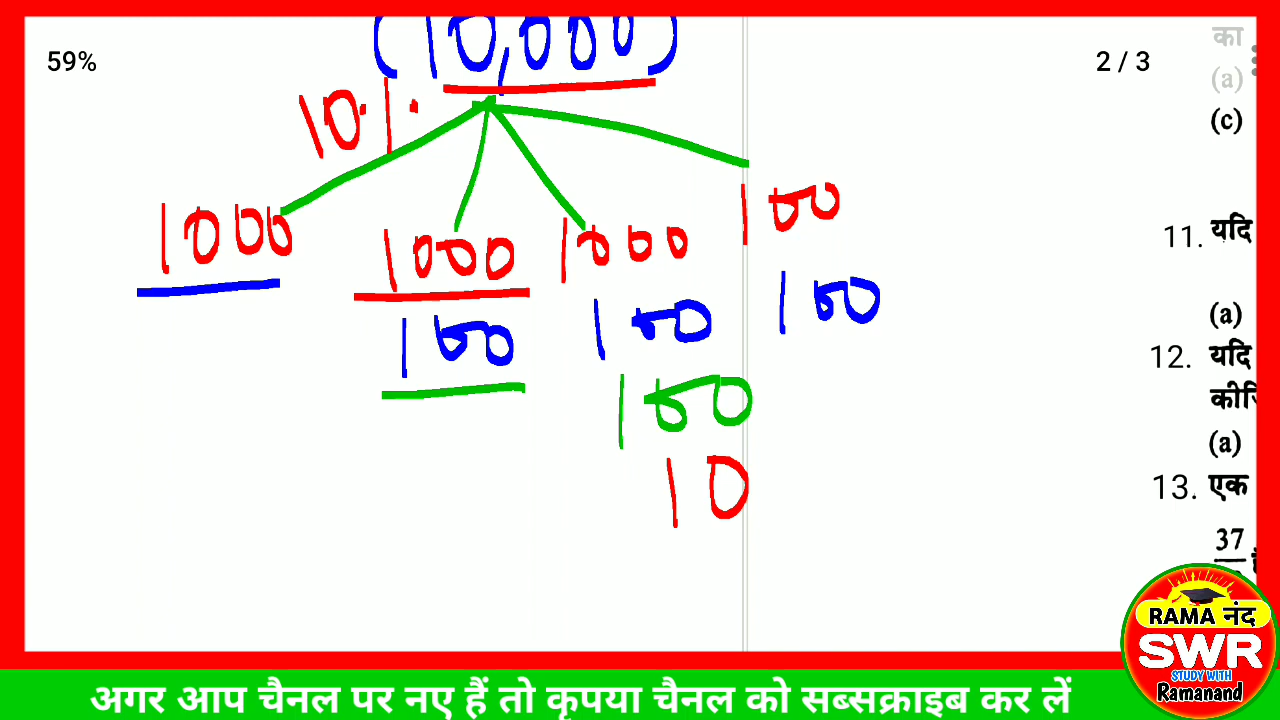 59%
(10,000)
2 / 3
का
(a)
(c)
10%
1000
1000
1000
100
100
100
100
100
10
11. यदि
(a)
12. यदि
(a)
13. एक
37
RAMA नंद
SWR
STUDY WITH
Ramanand
अगर आप चैनल पर नए हैं तो कृपया चैनल को सब्सक्राइब कर लें